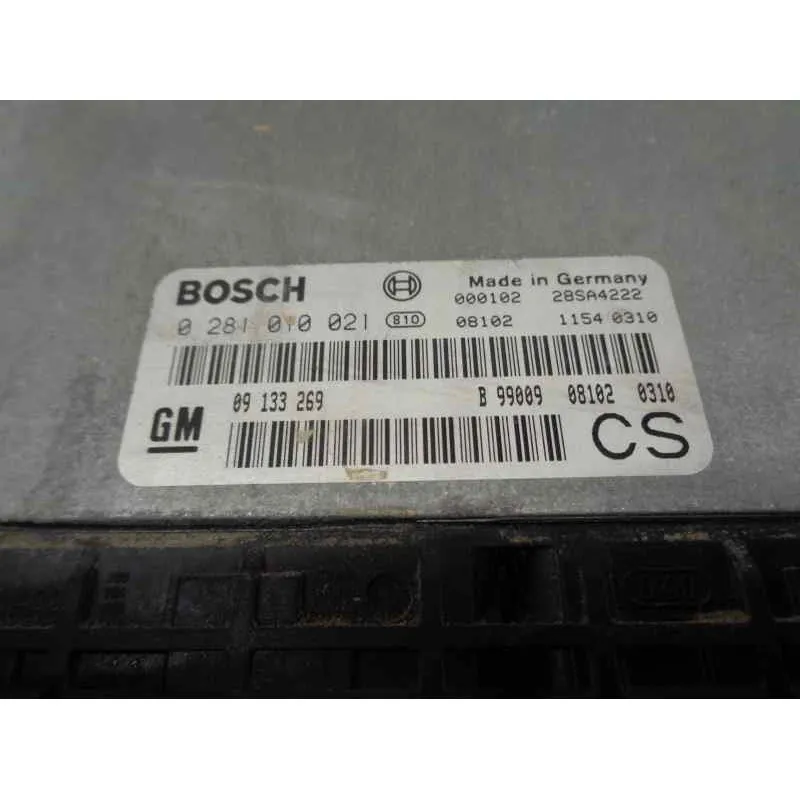 BOSCH Made in Germany
000102 28SA4222
0 281 010 021 810 08102 1154 0310
09 133 269 B 99009 08102 0310
GM CS